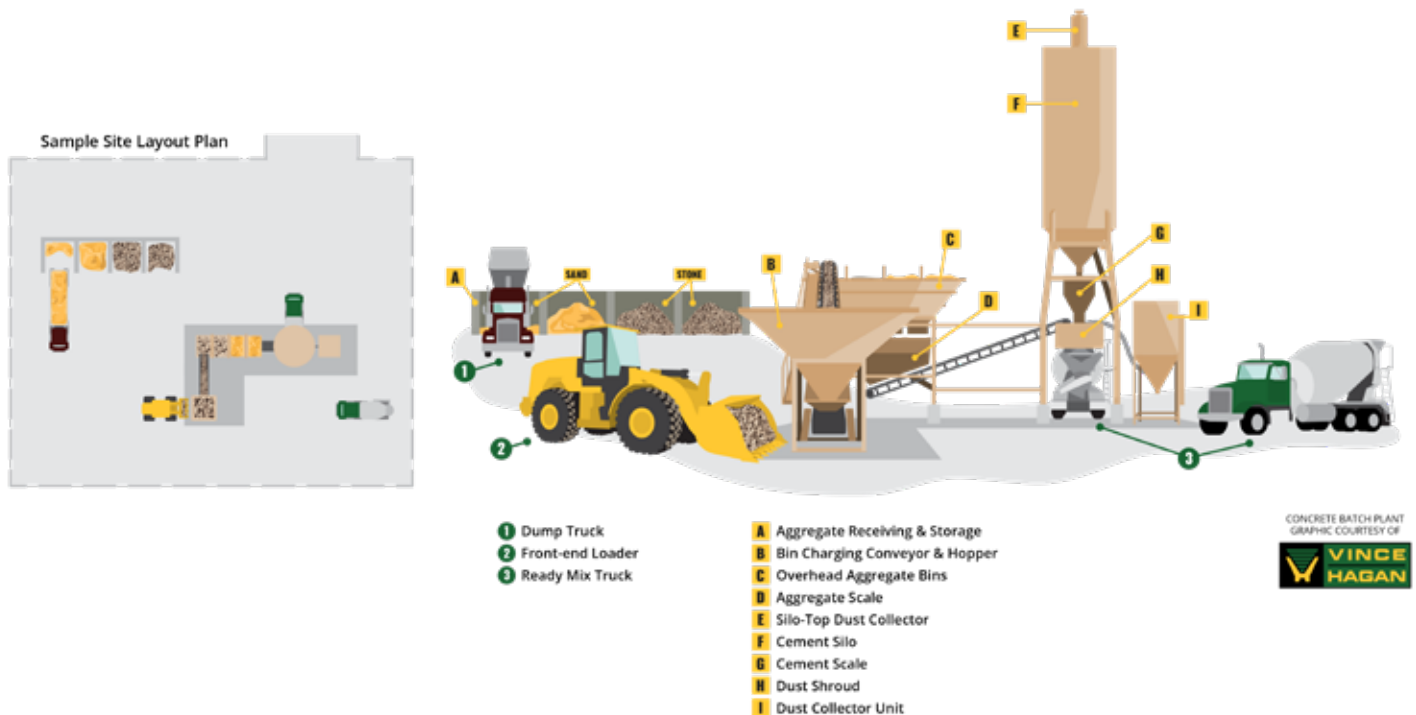 Sample Site Layout Plan
E
F
G
C
B
H
A
SAND
STONE
D
I
1
2
3
1 Dump Truck
2 Front-end Loader
3 Ready Mix Truck
A Aggregate Receiving & Storage
B Bin Charging Conveyor & Hopper
C Overhead Aggregate Bins
D Aggregate Scale
E Silo-Top Dust Collector
F Cement Silo
G Cement Scale
H Dust Shroud
I Dust Collector Unit
CONCRETE BATCH PLANT
GRAPHIC COURTESY OF
VINCE
HAGAN